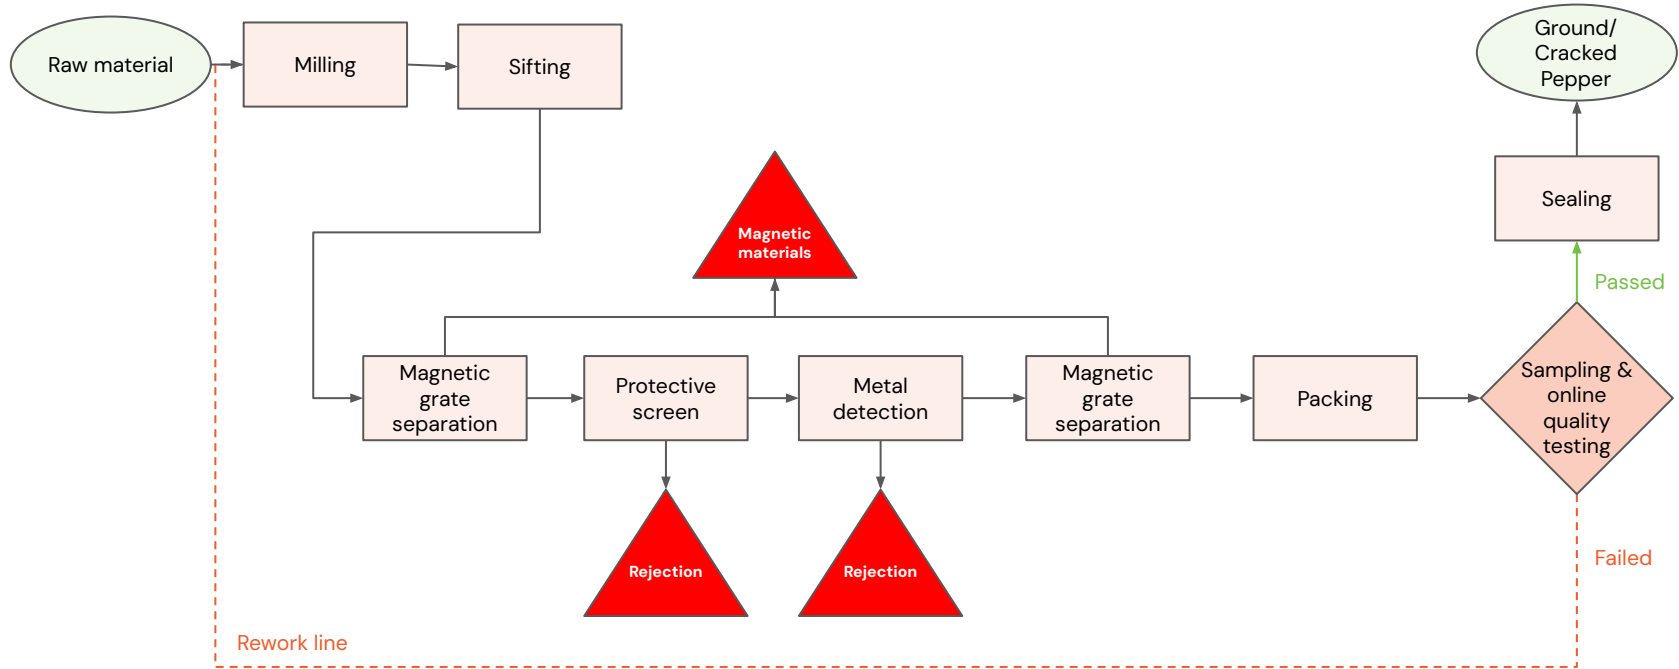 Raw material
Milling
Sifting
Ground/
Cracked
Pepper
Sealing
Magnetic
materials
Passed
Magnetic
grate
separation
Protective
screen
Metal
detection
Magnetic
grate
separation
Packing
Sampling &
online
quality
testing
Rejection
Rejection
Failed
Rework line